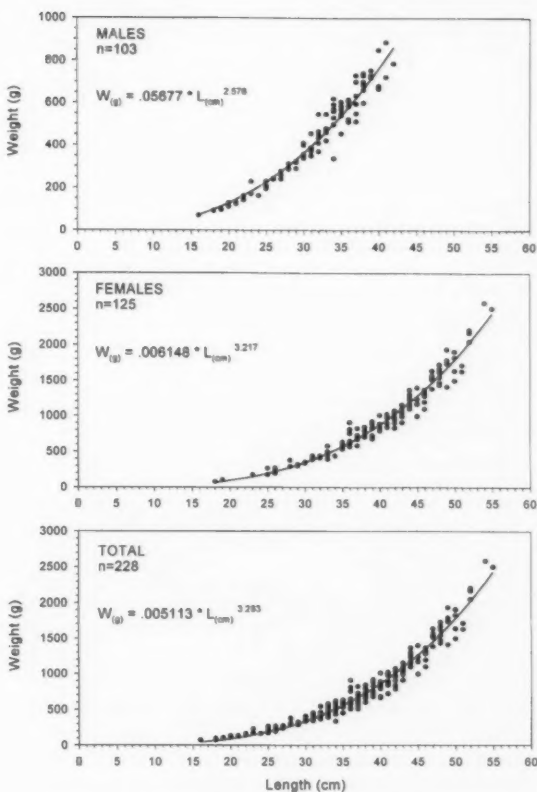 MALES
n=103
W(g) = .05677 * L(cm) 2.578
Weight (g)
1000
800
600
400
200
0
0 5 10 15 20 25 30 35 40 45 50 55 60
FEMALES
n=125
W(g) = .006148 * L(cm) 3.217
Weight (g)
3000
2500
2000
1500
1000
500
0
0 5 10 15 20 25 30 35 40 45 50 55 60
TOTAL
n=228
W(g) = .005113 * L(cm) 3.283
Weight (g)
3000
2500
2000
1500
1000
500
0
0 5 10 15 20 25 30 35 40 45 50 55 60
Length (cm)